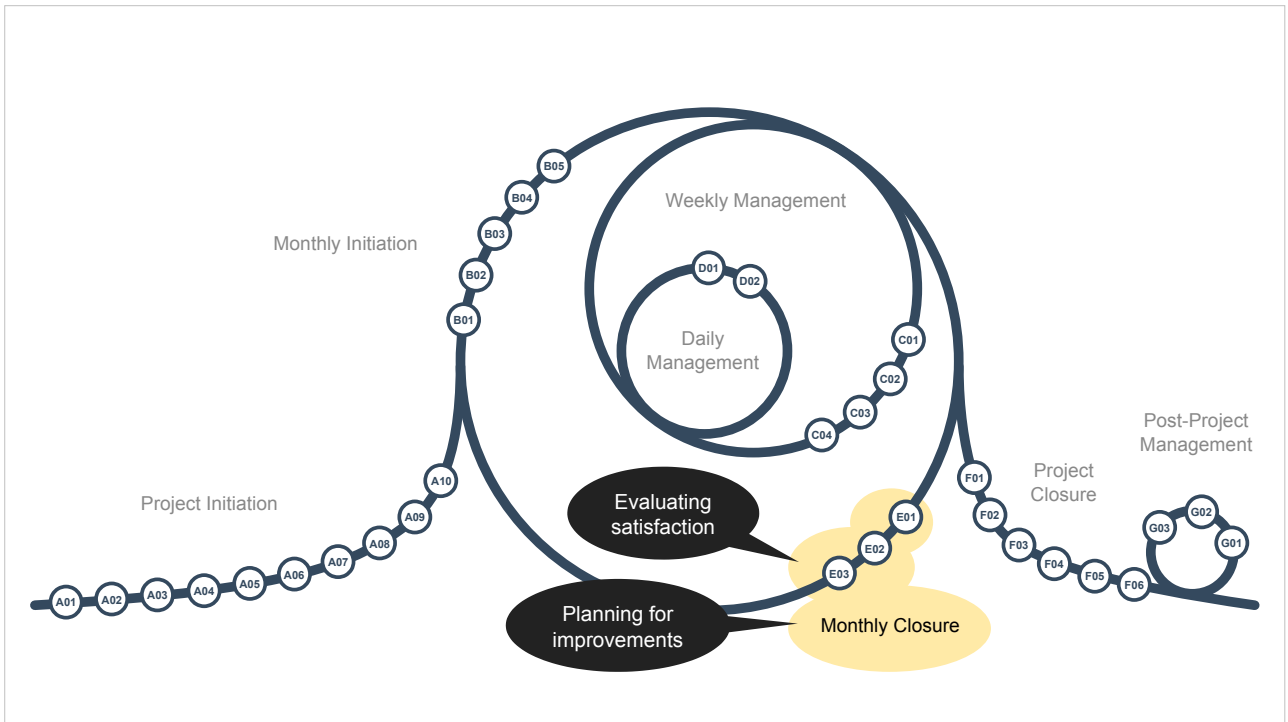 B05
B04
B03
B02
B01
Monthly Initiation
Weekly Management
D01
D02
Daily
Management
C01
C02
C03
C04
Project Initiation
A01
A02
A03
A04
A05
A06
A07
A08
A09
A10
Evaluating
satisfaction
E01
E02
E03
Planning for
improvements
Monthly Closure
Project
Closure
F01
F02
F03
F04
F05
F06
Post-Project
Management
G03
G02
G01